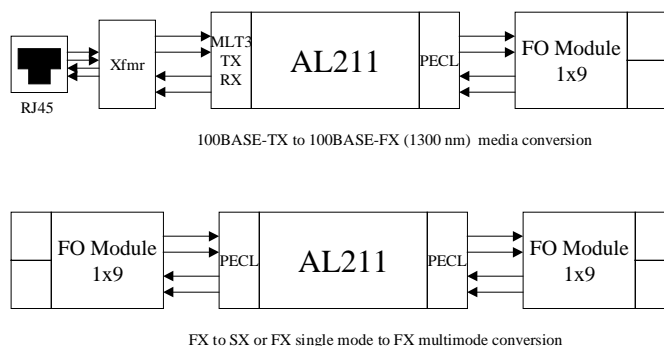 RJ45
Xfmr
MLT3
TX
RX
AL211
PECL
FO Module
1x9
100BASE-TX to 100BASE-FX (1300 nm) media conversion
FO Module
1x9
PECL
AL211
PECL
FO Module
1x9
FX to SX or FX single mode to FX multimode conversion